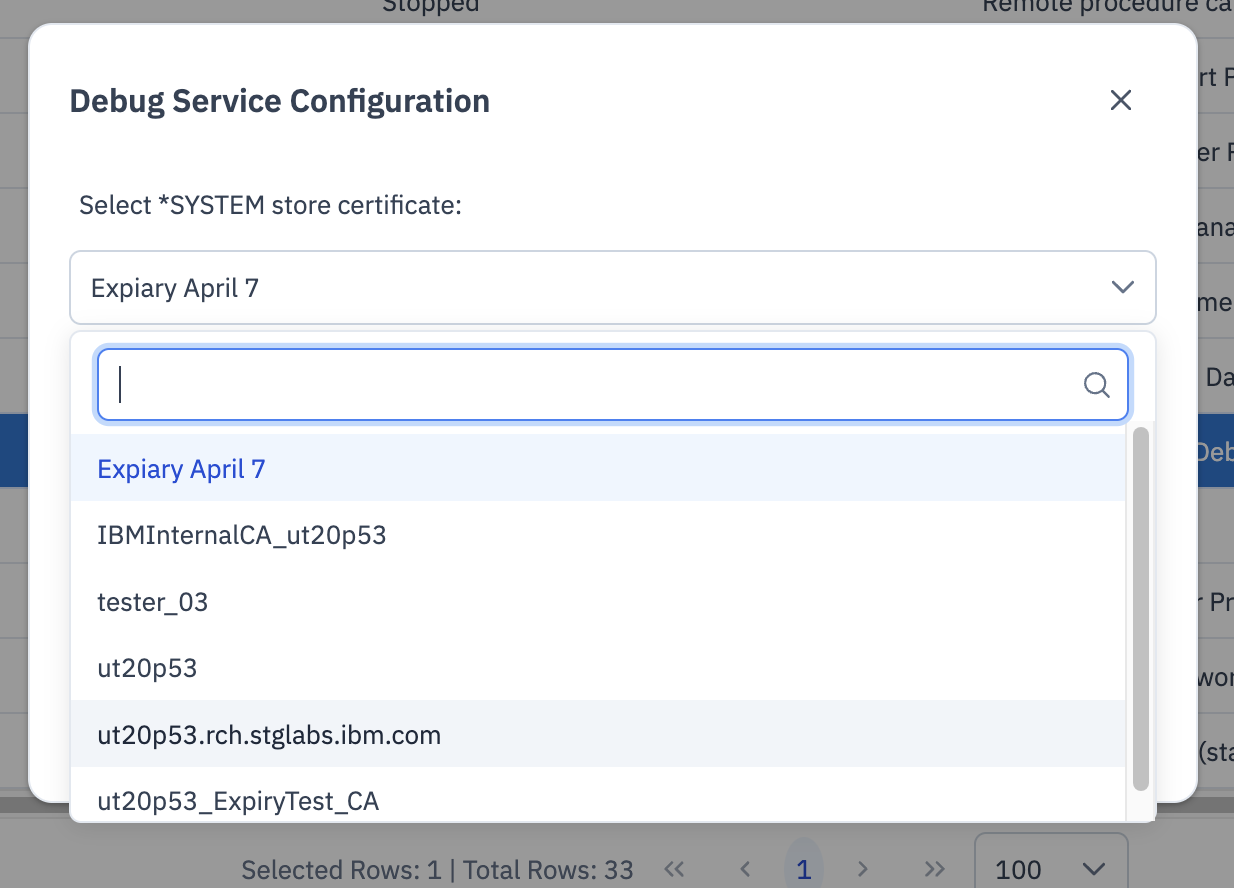 Stopped
Remote procedure ca
Debug Service Configuration
rt F
er F
Select *SYSTEM store certificate:
ana
Expiary April 7
me
Da
Expiary April 7
Deb
IBMInternalCA_ut20p53
tester_03
r Pr
ut20p53
wor
ut20p53.rch.stglabs.ibm.com
(sta
ut20p53_ExpiryTest_CA
Selected Rows: 1 | Total Rows: 33 << < 1 > >> 100